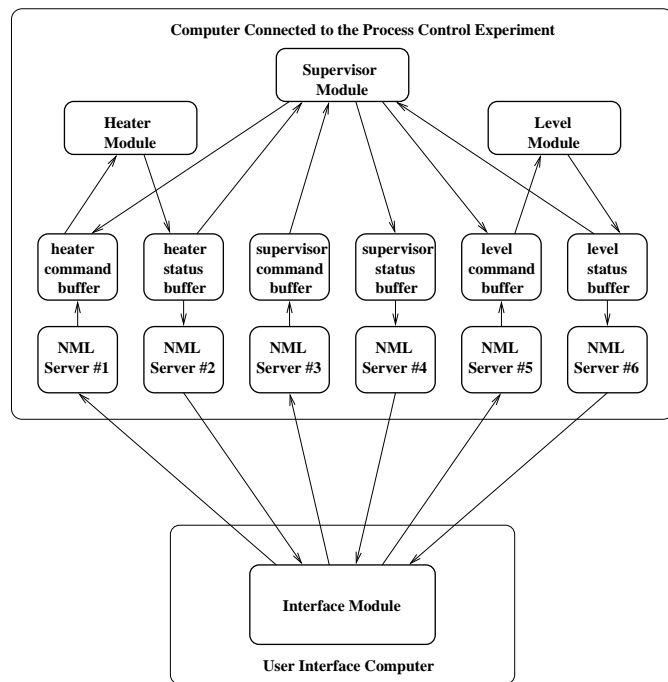 Computer Connected to the Process Control Experiment
Supervisor
Module
Heater
Module
Level
Module
heater
command
buffer
heater
status
buffer
supervisor
command
buffer
supervisor
status
buffer
level
command
buffer
level
status
buffer
NML
Server #1
NML
Server #2
NML
Server #3
NML
Server #4
NML
Server #5
NML
Server #6
Interface Module
User Interface Computer